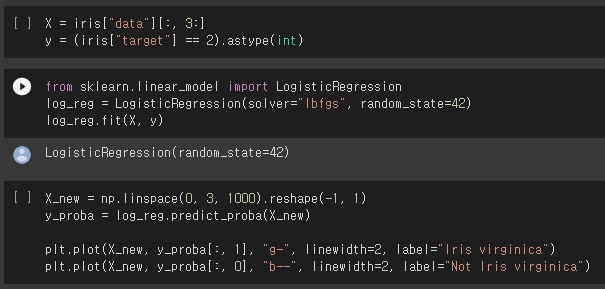 [ ] X = iris["data"][:, 3:]
y = (iris["target"] == 2).astype(int)
from sklearn.linear_model import LogisticRegression
log_reg = LogisticRegression(solver="lbfgs", random_state=42)
log_reg.fit(X, y)
LogisticRegression(random_state=42)
[ ] X_new = np.linspace(0, 3, 1000).reshape(-1, 1)
y_proba = log_reg.predict_proba(X_new)
plt.plot(X_new, y_proba[:, 1], "g-", linewidth=2, label="Iris virginica")
plt.plot(X_new, y_proba[:, 0], "b--", linewidth=2, label="Not Iris virginica")